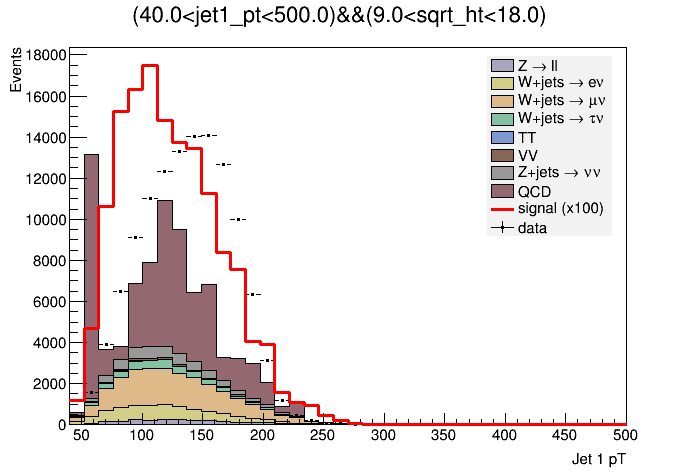 (40.0<jet1_pt<500.0)&&(9.0<sqrt_ht<18.0)
Events
18000
16000
14000
12000
10000
8000
6000
4000
2000
0
Z → ll
W+jets → eν
W+jets → μν
W+jets → τν
TT
VV
Z+jets → νν
QCD
signal (x100)
data
50 100 150 200 250 300 350 400 450 500
Jet 1 pT